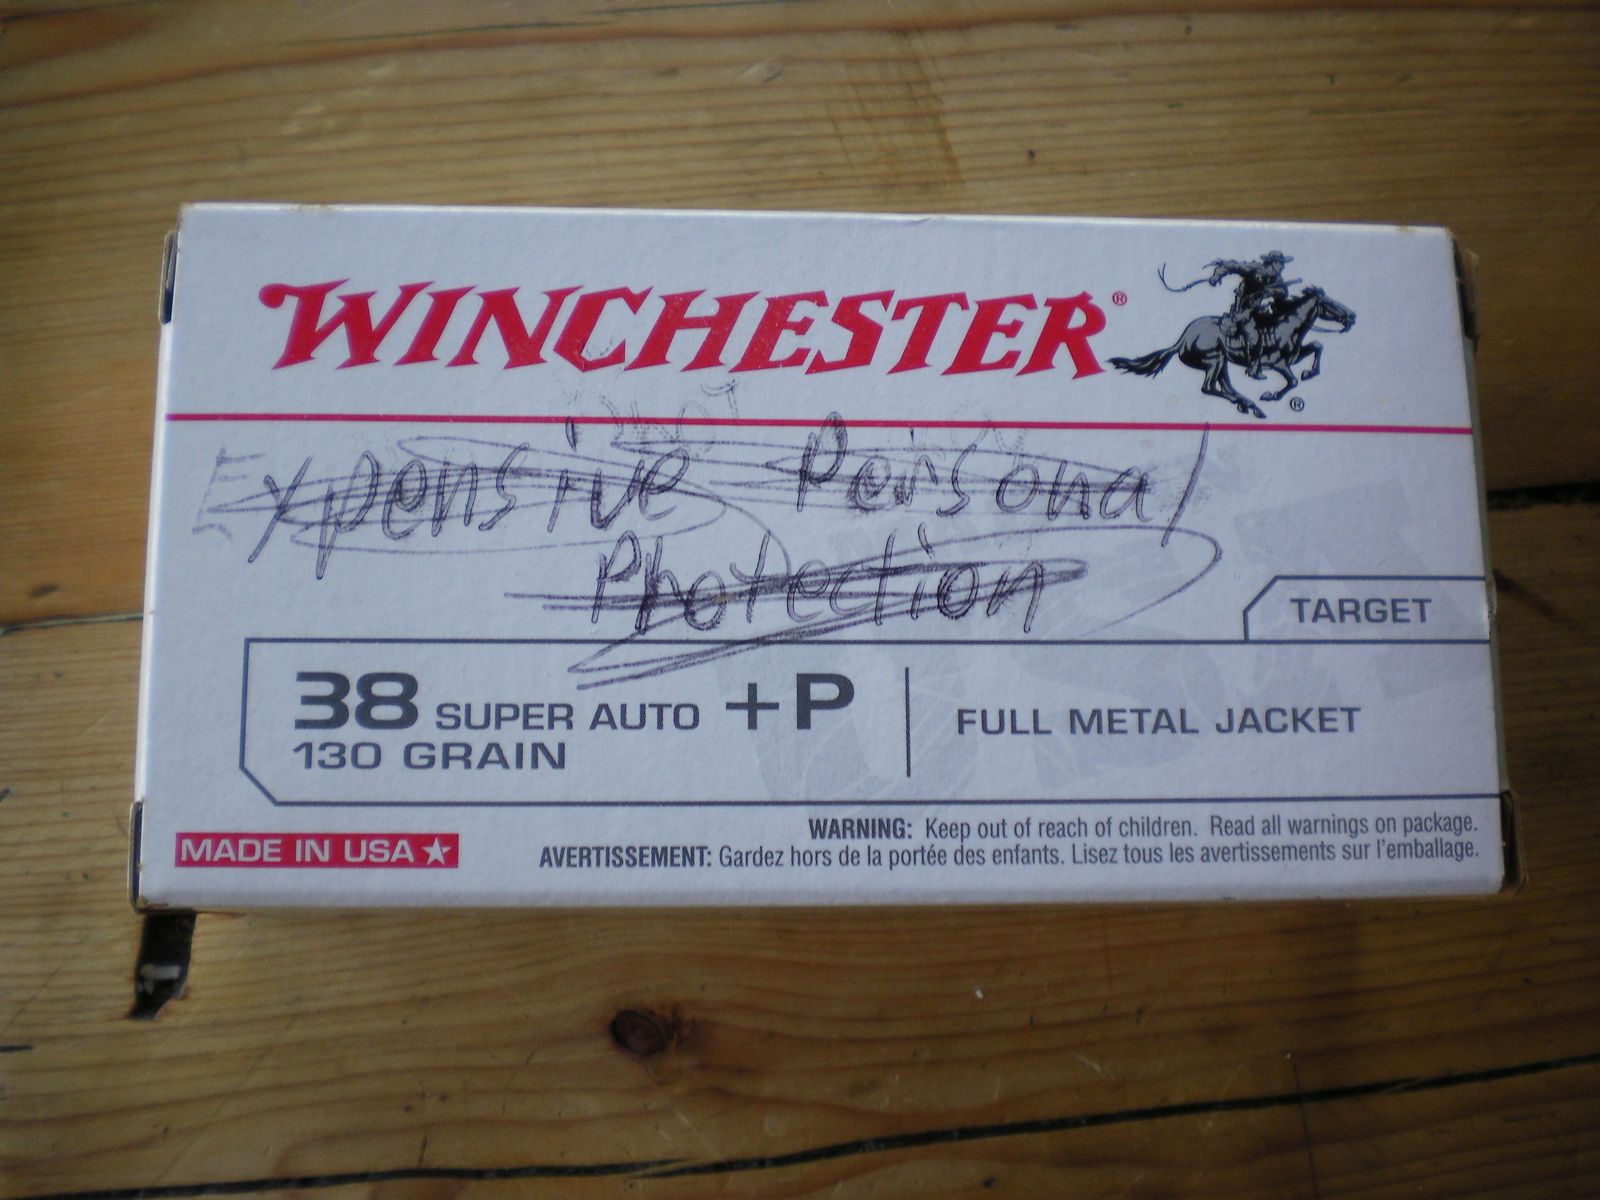 WINCHESTER®
®
Expensive Personal
Protection
TARGET
38 SUPER AUTO +P
130 GRAIN
FULL METAL JACKET
MADE IN USA
WARNING: Keep out of reach of children. Read all warnings on package.
AVERTISSEMENT: Gardez hors de la portée des enfants. Lisez tous les avertissements sur l'emballage.